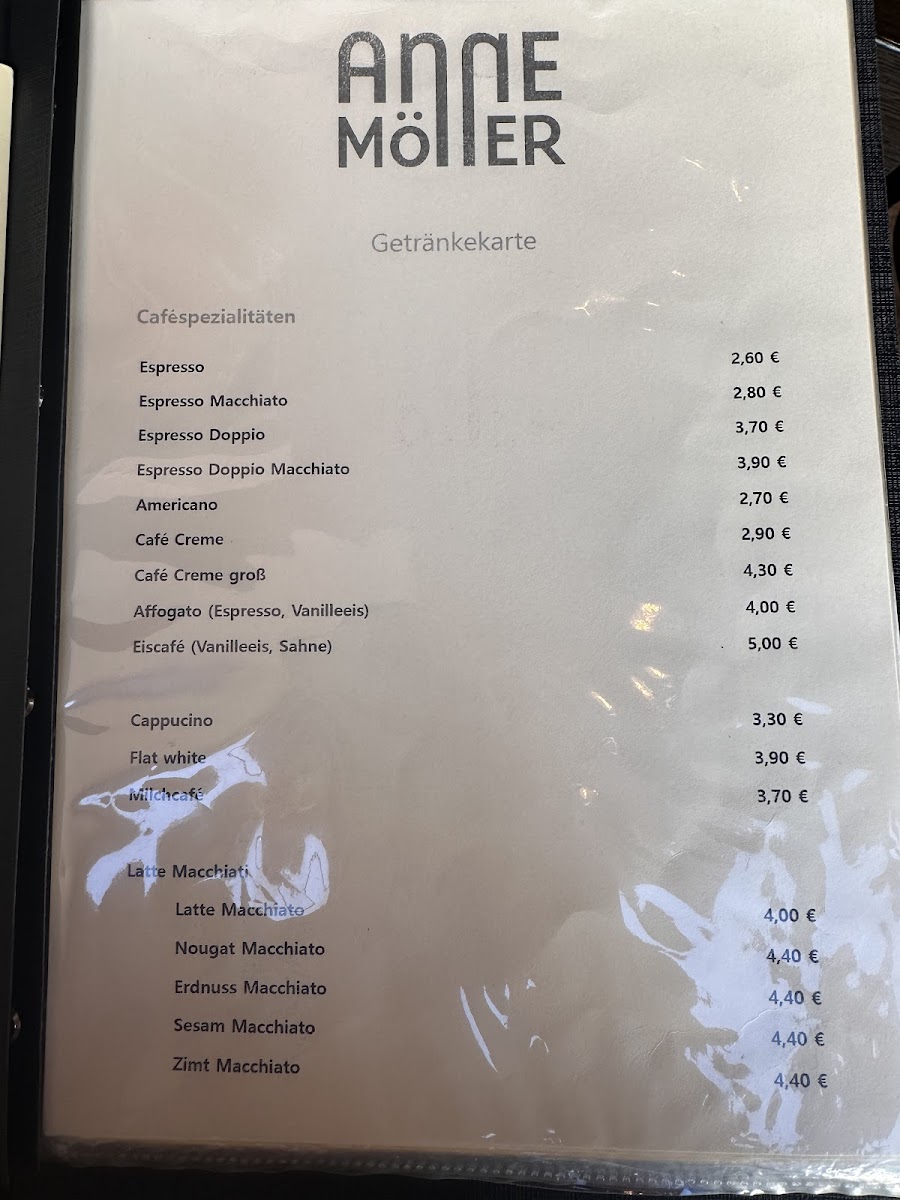 ANNE
MÖLLER
Getränkekarte
Caféspezialitäten
Espresso 2,60 €
Espresso Macchiato 2,80 €
Espresso Doppio 3,70 €
Espresso Doppio Macchiato 3,90 €
Americano 2,70 €
Café Creme 2,90 €
Café Creme groß 4,30 €
Affogato (Espresso, Vanilleeis) 4,00 €
Eiscafé (Vanilleeis, Sahne) 5,00 €
Cappucino 3,30 €
Flat white 3,90 €
Milchcafé 3,70 €
Latte Macchiati
Latte Macchiato 4,00 €
Nougat Macchiato 4,40 €
Erdnuss Macchiato 4,40 €
Sesam Macchiato 4,40 €
Zimt Macchiato 4,40 €